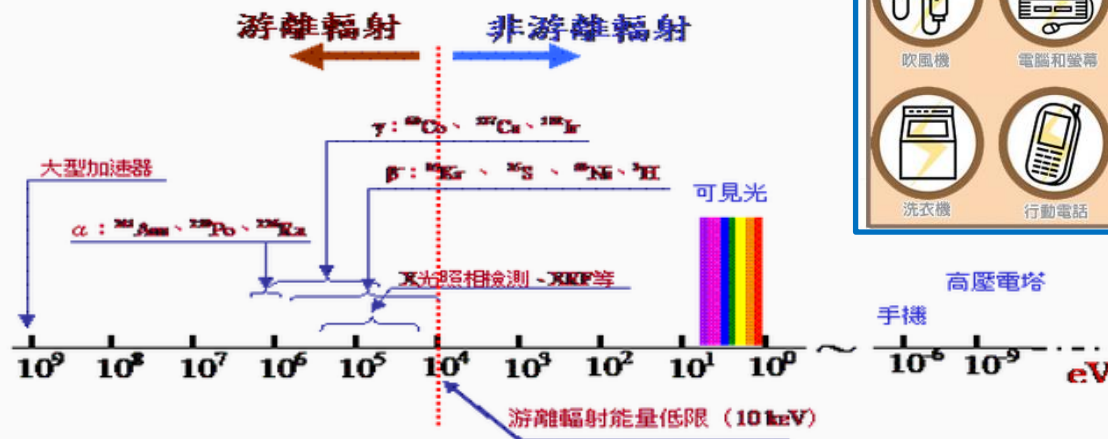 游離輻射
非游離輻射
吹風機
電腦和螢幕
洗衣機
行動電話
γ：⁶⁰Co、
大型加速器
β：⁸⁵Kr、³⁵S、⁶³Ni、³H
可見光
α：²⁴¹Am、²¹⁰Po、²²⁶Ra
X光照相檢測、XRF等
高壓電塔
手機
10⁹ 10⁸ 10⁷ 10⁶ 10⁵ 10⁴ 10³ 10² 10¹ 10⁰ ~ 10⁻⁶ 10⁻⁹ eV
游離輻射能量低限（10 keV）